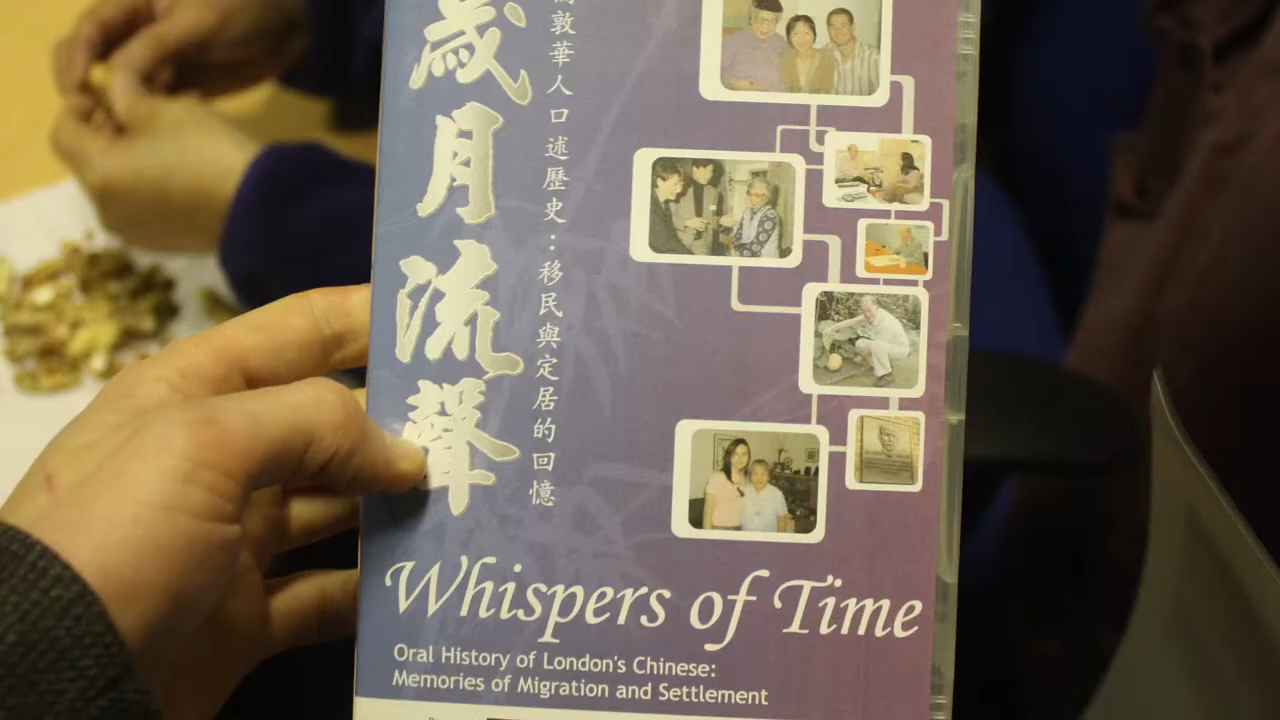 歲月流聲
倫敦華人口述歷史：移民與定居的回憶
Whispers of Time
Oral History of London's Chinese:
Memories of Migration and Settlement